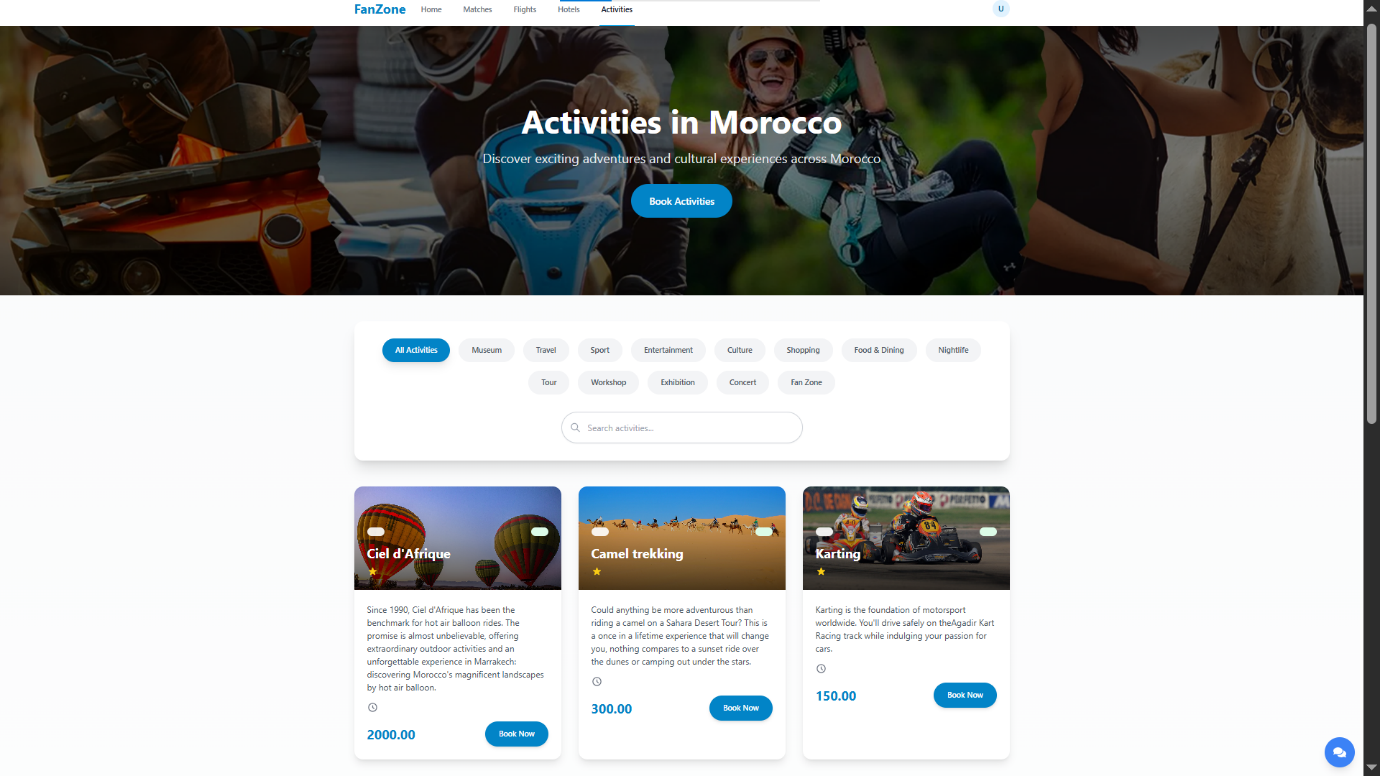 FanZone
Home
Matches
Flights
Hotels
Activities
U
2
Activities in Morocco
Discover exciting adventures and cultural experiences across Morocco
Book Activities
All Activities
Museum
Travel
Sport
Entertainment
Culture
Shopping
Food & Dining
Nightlife
Tour
Workshop
Exhibition
Concert
Fan Zone
Search activities...
Ciel d'Afrique
Since 1990, Ciel d'Afrique has been the
benchmark for hot air balloon rides. The
promise is almost unbelievable, offering
extraordinary outdoor activities and an
unforgettable experience in Marrakech:
discovering Morocco's magnificent landscapes
by hot air balloon.
2000.00
Book Now
Camel trekking
Could anything be more adventurous than
riding a camel on a Sahara Desert Tour? This is
a once in a lifetime experience that will change
you, nothing compares to a sunset ride over
the dunes or camping out under the stars.
300.00
Book Now
84
Karting
Karting is the foundation of motorsport
worldwide. You'll drive safely on theAgadir Kart
Racing track while indulging your passion for
cars.
150.00
Book Now